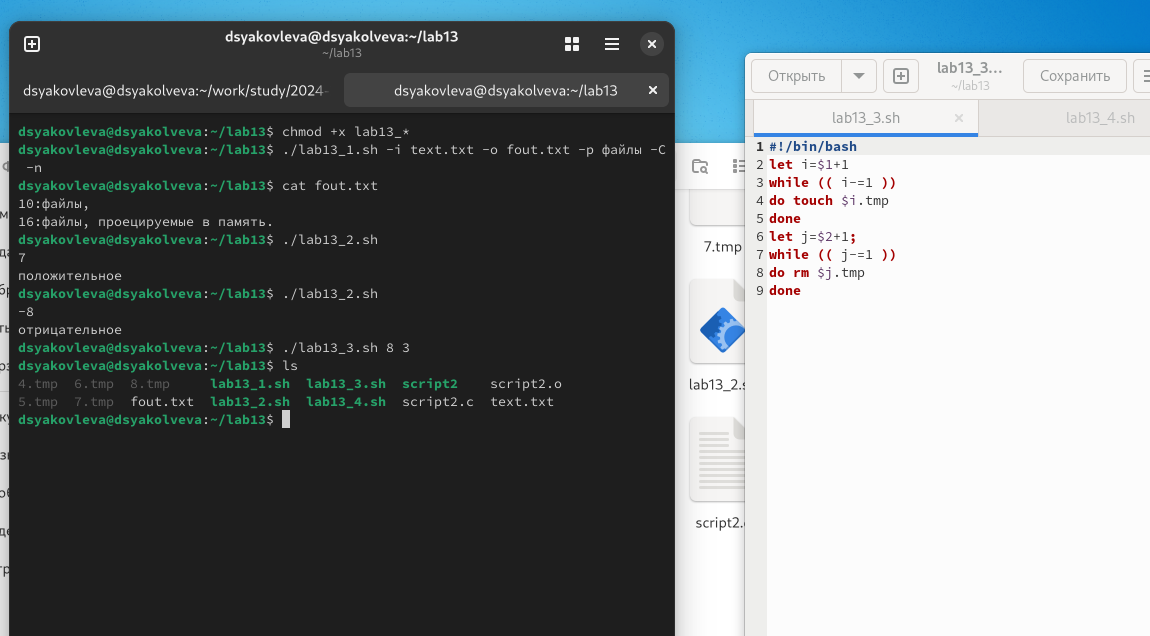 dsyakovleva@dsyakolveva:~/lab13
~/lab13
dsyakovleva@dsyakolveva:~/work/study/2024-
dsyakovleva@dsyakolveva:~/lab13
dsyakovleva@dsyakolveva:~/lab13$ chmod +x lab13_*
dsyakovleva@dsyakolveva:~/lab13$ ./lab13_1.sh -i text.txt -o fout.txt -p файлы -C
-n
dsyakovleva@dsyakolveva:~/lab13$ cat fout.txt
10:файлы,
16:файлы, проецируемые в память.
dsyakovleva@dsyakolveva:~/lab13$ ./lab13_2.sh
7
положительное
dsyakovleva@dsyakolveva:~/lab13$ ./lab13_2.sh
-8
отрицательное
dsyakovleva@dsyakolveva:~/lab13$ ./lab13_3.sh 8 3
dsyakovleva@dsyakolveva:~/lab13$ ls
4.tmp 6.tmp 8.tmp lab13_1.sh lab13_3.sh script2 script2.o
5.tmp 7.tmp fout.txt lab13_2.sh lab13_4.sh script2.c text.txt
dsyakovleva@dsyakolveva:~/lab13$
7.tmp
lab13_2.s
script2.
Открыть
lab13_3...
~/lab13
Сохранить
lab13_3.sh
lab13_4.sh
1 #!/bin/bash
2 let i=$1+1
3 while (( i-=1 ))
4 do touch $i.tmp
5 done
6 let j=$2+1;
7 while (( j-=1 ))
8 do rm $j.tmp
9 done